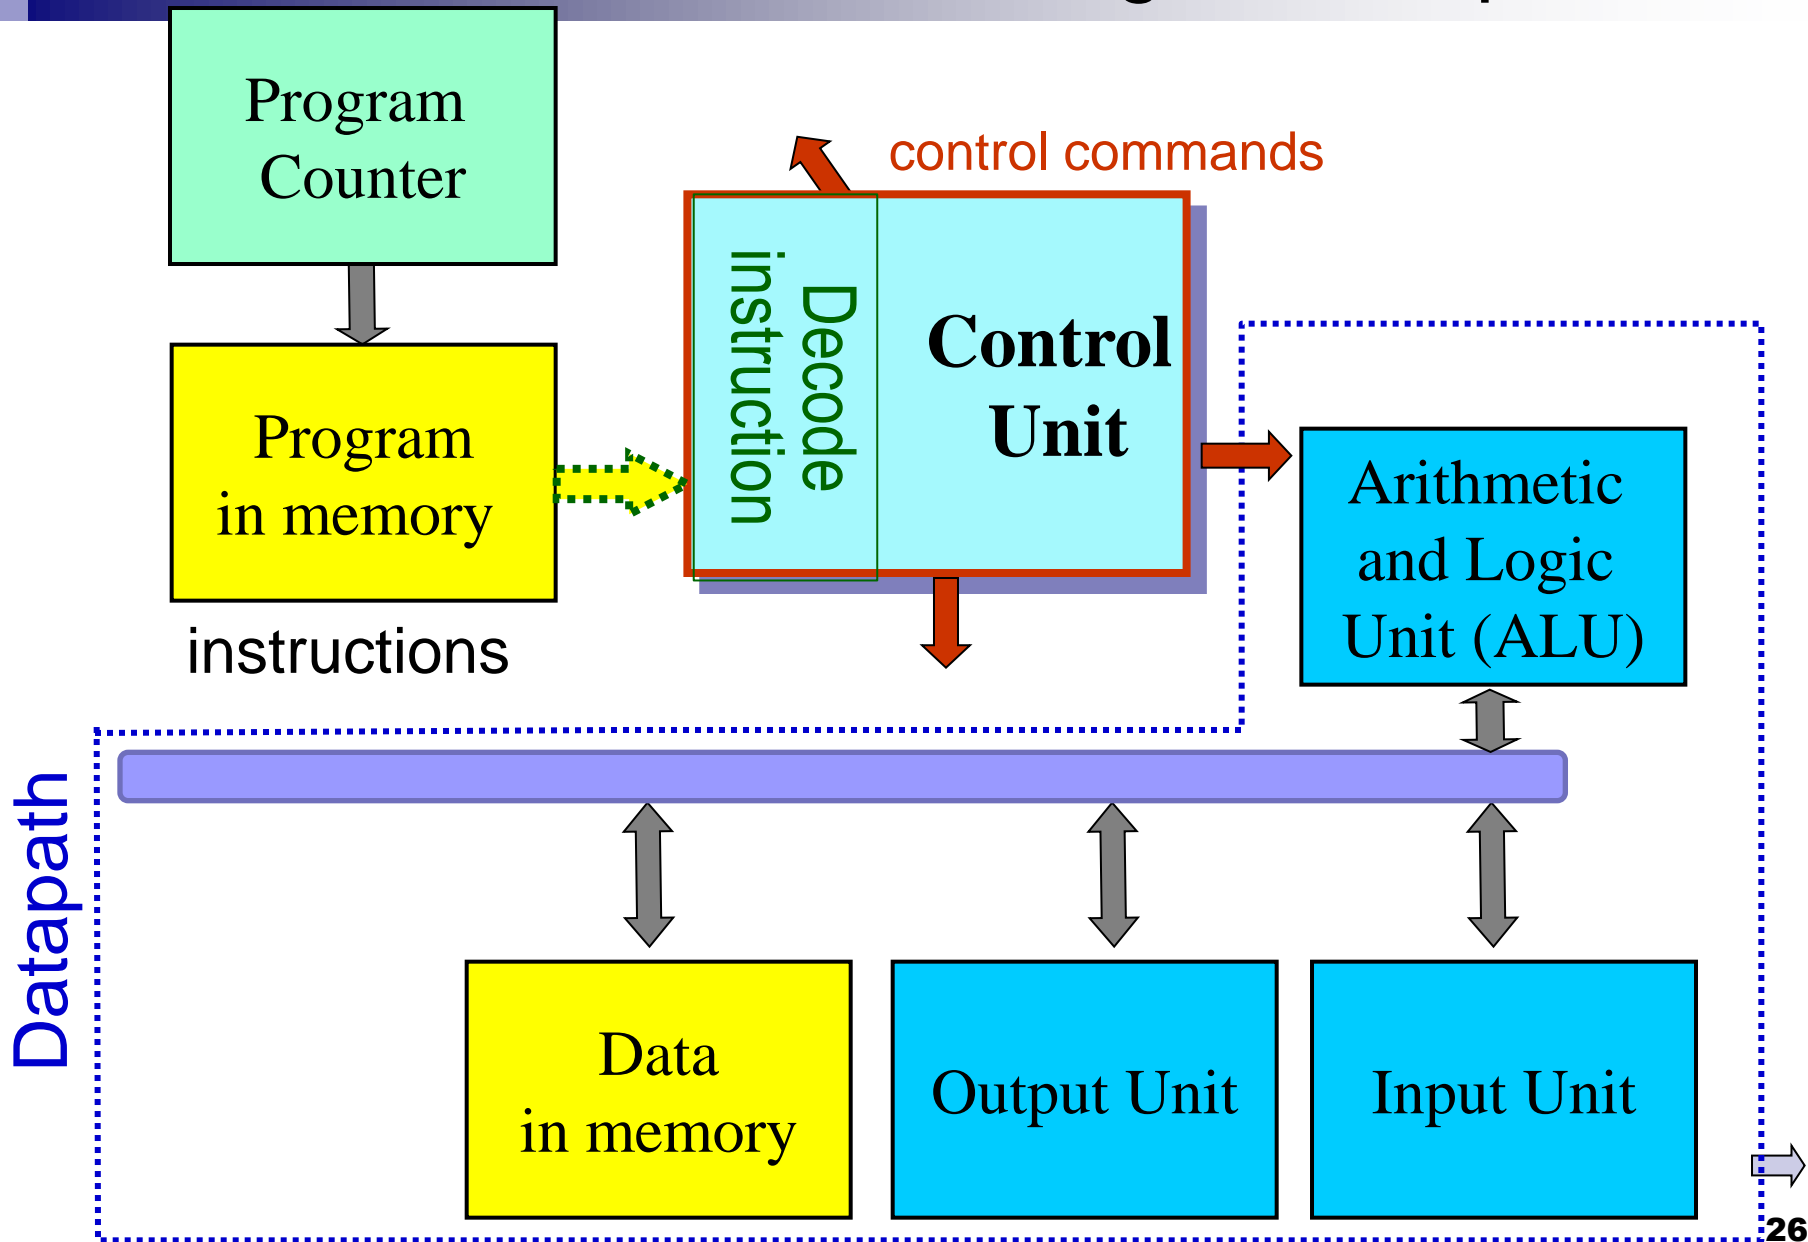 Program
Counter
control commands
Decode
instruction
Control
Unit
Program
in memory
Arithmetic
and Logic
Unit (ALU)
instructions
Datapath
Data
in memory
Output Unit
Input Unit
26